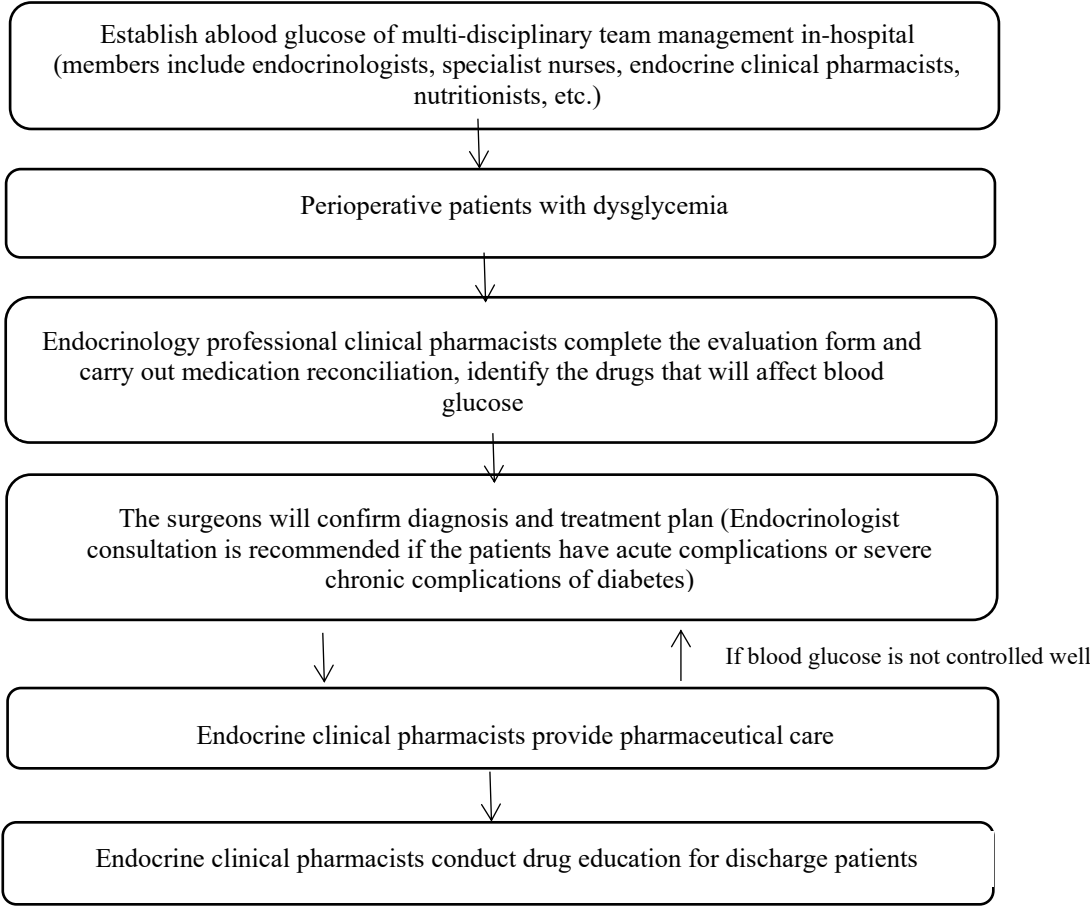 Establish ablood glucose of multi-disciplinary team management in-hospital
(members include endocrinologists, specialist nurses, endocrine clinical pharmacists,
nutritionists, etc.)
Perioperative patients with dysglycemia
Endocrinology professional clinical pharmacists complete the evaluation form and
carry out medication reconciliation, identify the drugs that will affect blood
glucose
The surgeons will confirm diagnosis and treatment plan (Endocrinologist
consultation is recommended if the patients have acute complications or severe
chronic complications of diabetes)
If blood glucose is not controlled well
Endocrine clinical pharmacists provide pharmaceutical care
Endocrine clinical pharmacists conduct drug education for discharge patients